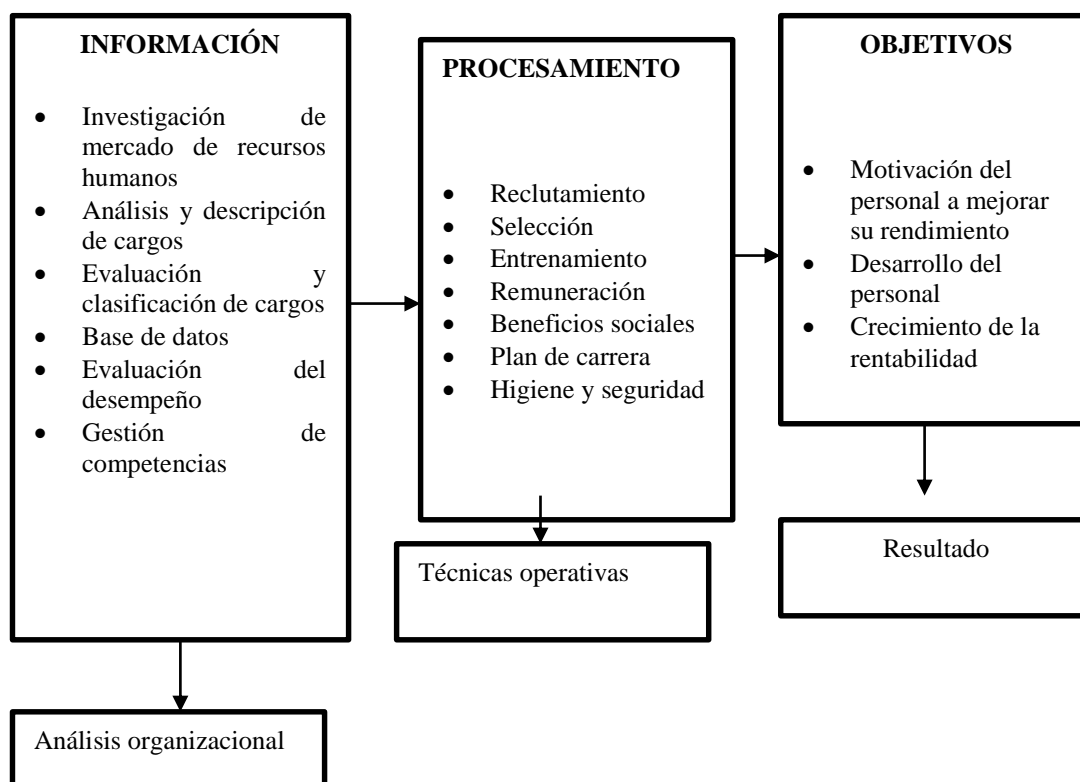 INFORMACIÓN
• Investigación de
mercado de recursos
humanos
• Análisis y descripción
de cargos
• Evaluación y
clasificación de cargos
• Base de datos
• Evaluación del
desempeño
• Gestión de
competencias
PROCESAMIENTO
• Reclutamiento
• Selección
• Entrenamiento
• Remuneración
• Beneficios sociales
• Plan de carrera
• Higiene y seguridad
OBJETIVOS
• Motivación del
personal a mejorar
su rendimiento
• Desarrollo del
personal
• Crecimiento de la
rentabilidad
Análisis organizacional
Técnicas operativas
Resultado